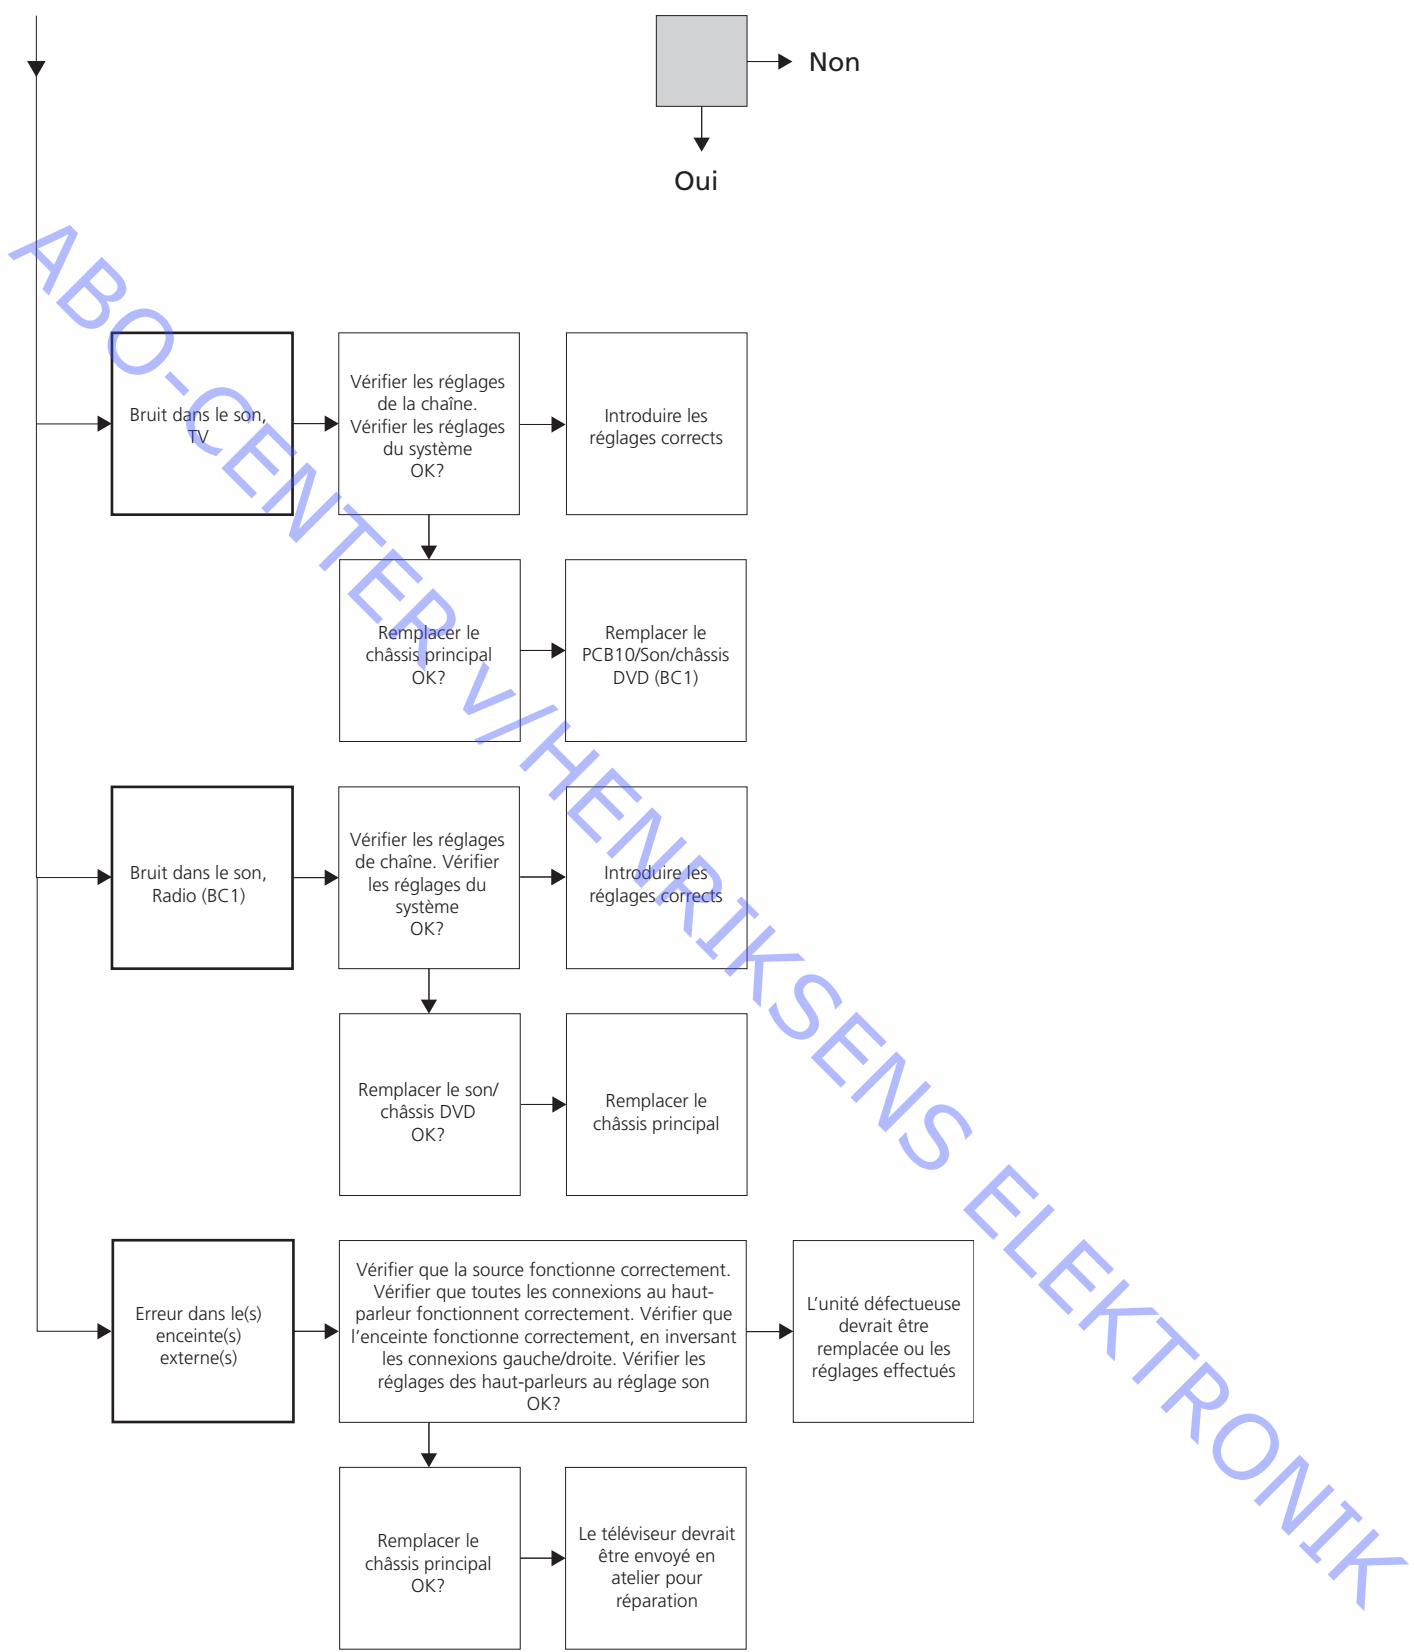 Non
Oui
Bruit dans le son,
TV
Vérifier les réglages
de la chaîne.
Vérifier les réglages
du système
OK?
Introduire les
réglages corrects
Remplacer le
châssis principal
OK?
Remplacer le
PCB10/Son/châssis
DVD (BC1)
Bruit dans le son,
Radio (BC1)
Vérifier les réglages
de chaîne. Vérifier
les réglages du
système
OK?
Introduire les
réglages corrects
Remplacer le son/
châssis DVD
OK?
Remplacer le
châssis principal
Erreur dans le(s)
enceinte(s)
externe(s)
Vérifier que la source fonctionne correctement.
Vérifier que toutes les connexions au haut-
parleur fonctionnent correctement. Vérifier que
l'enceinte fonctionne correctement, en inversant
les connexions gauche/droite. Vérifier les
réglages des haut-parleurs au réglage son
OK?
L'unité défectueuse
devrait être
remplacée ou les
réglages effectués
Remplacer le
châssis principal
OK?
Le téléviseur devrait
être envoyé en
atelier pour
réparation
ABO-CENTER v/HENRIKSENS ELEKTRONIK